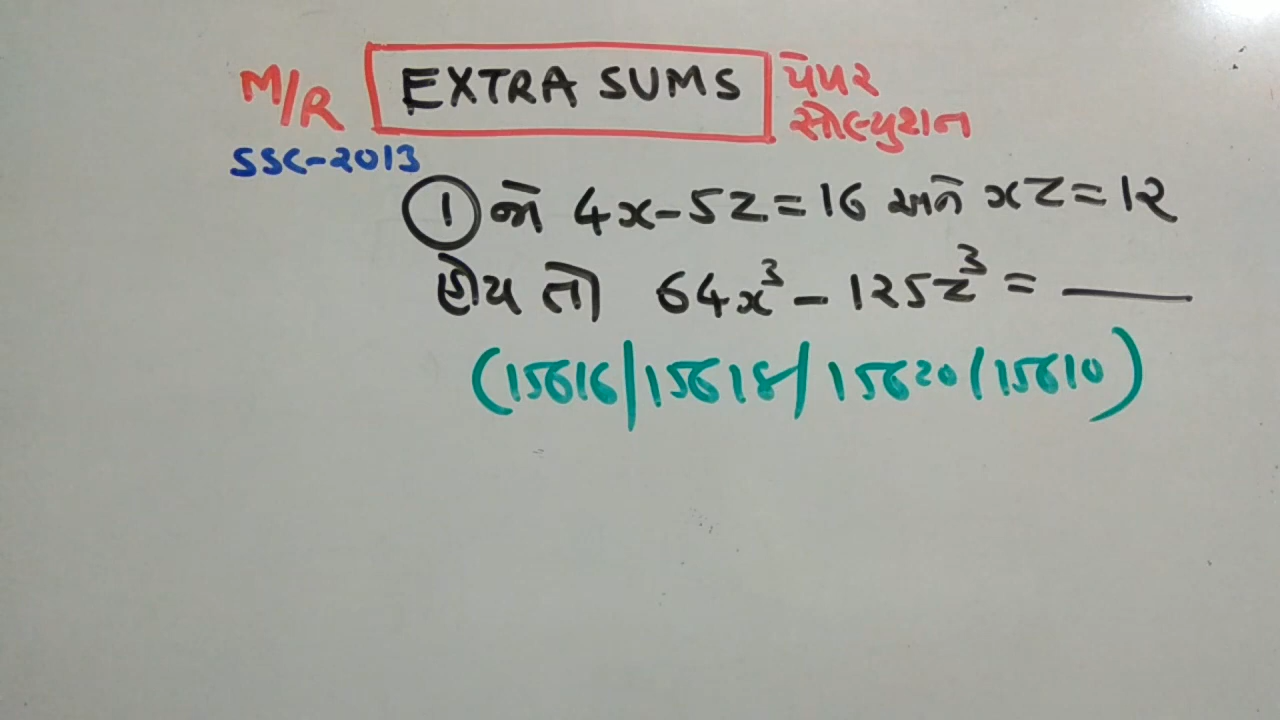 M/R EXTRA SUMS પેપર
સોલ્યુશન
SSC-2013
① જો 4x-5z=16 અને xz=12
હોય તો 64x³-125z³= ____
(15616/15618/15620/15610)